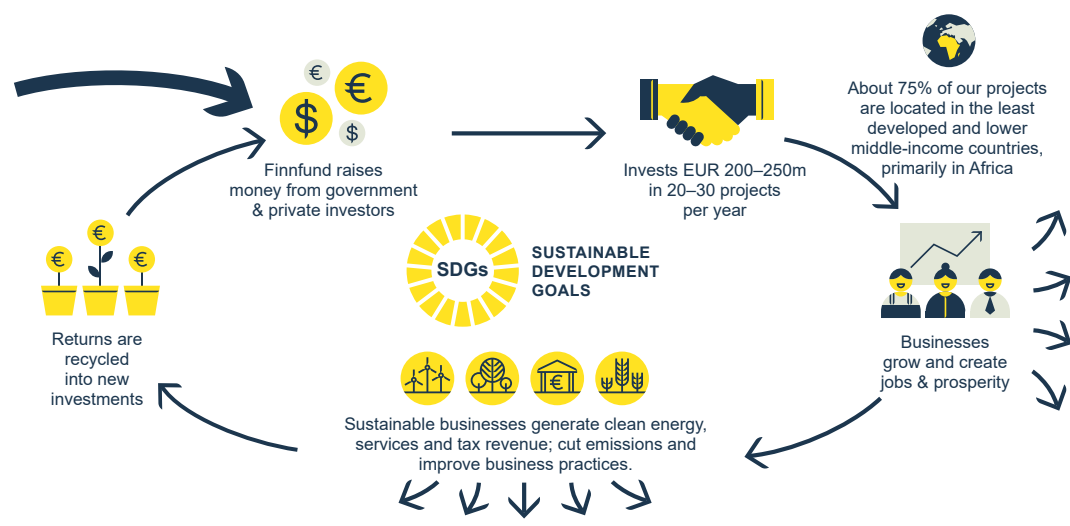 €
€
$
$
Finnfund raises
money from government
& private investors
Invests EUR 200–250m
in 20–30 projects
per year
About 75% of our projects
are located in the least
developed and lower
middle-income countries,
primarily in Africa
Businesses
grow and create
jobs & prosperity
SDGs
SUSTAINABLE
DEVELOPMENT
GOALS
€
Sustainable businesses generate clean energy,
services and tax revenue; cut emissions and
improve business practices.
€
€
€
Returns are
recycled
into new
investments